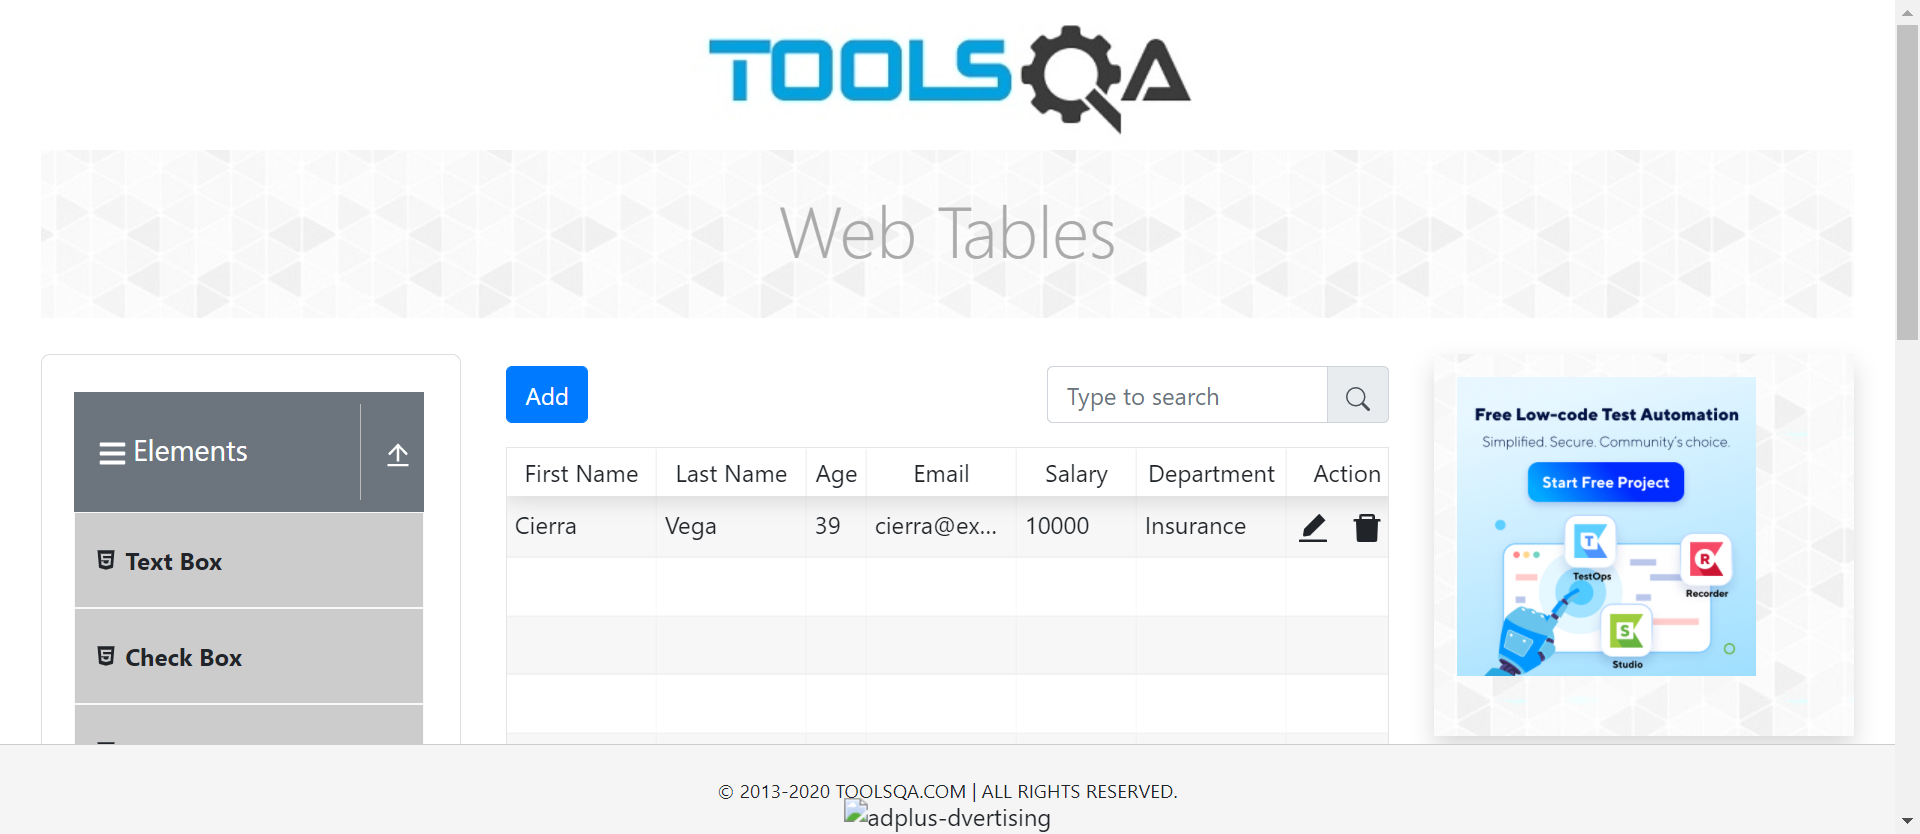 TOOLSQA
Web Tables
Elements
Text Box
Check Box
Add
Type to search
First Name Last Name Age Email Salary Department Action
Cierra Vega 39 cierra@ex... 10000 Insurance
Free Low-code Test Automation
Simplified. Secure. Community's choice.
Start Free Project
TestOps
Recorder
Studio
© 2013-2020 TOOLSQA.COM | ALL RIGHTS RESERVED.
adplus-dvertising